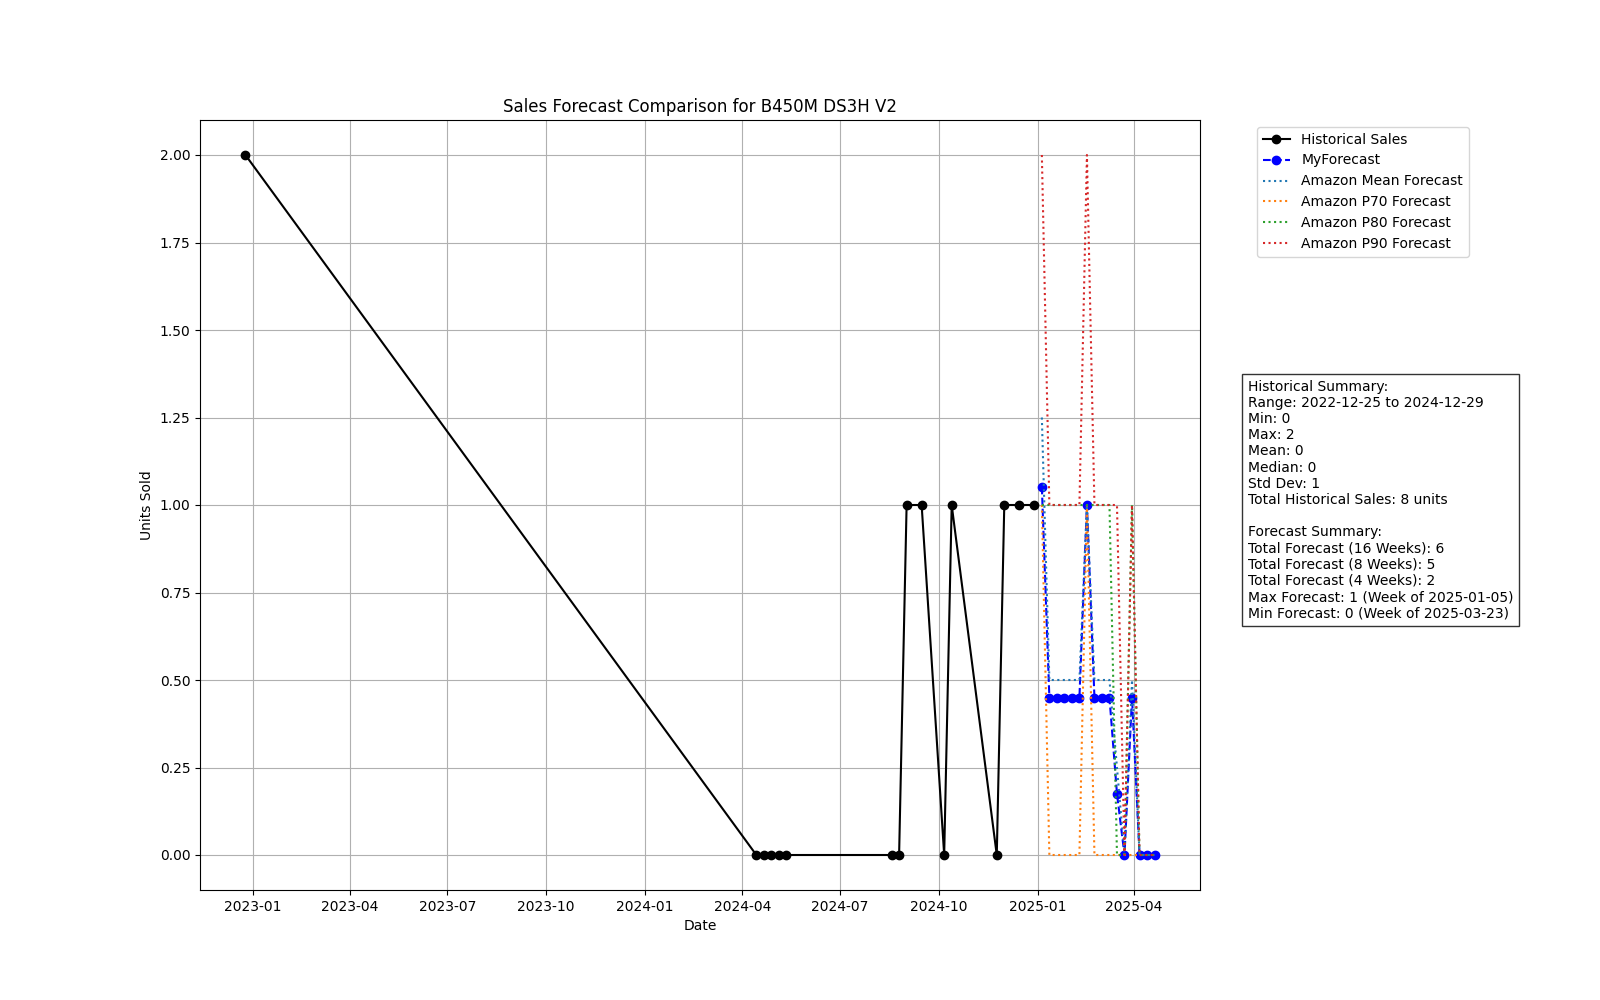 Sales Forecast Comparison for B450M DS3H V2
2.00
1.75
1.50
1.25
1.00
0.75
0.50
0.25
0.00
Units Sold
2023-01
2023-04
2023-07
2023-10
2024-01
2024-04
2024-07
2024-10
2025-01
2025-04
Date
Historical Sales
MyForecast
Amazon Mean Forecast
Amazon P70 Forecast
Amazon P80 Forecast
Amazon P90 Forecast
Historical Summary:
Range: 2022-12-25 to 2024-12-29
Min: 0
Max: 2
Mean: 0
Median: 0
Std Dev: 1
Total Historical Sales: 8 units
Forecast Summary:
Total Forecast (16 Weeks): 6
Total Forecast (8 Weeks): 5
Total Forecast (4 Weeks): 2
Max Forecast: 1 (Week of 2025-01-05)
Min Forecast: 0 (Week of 2025-03-23)